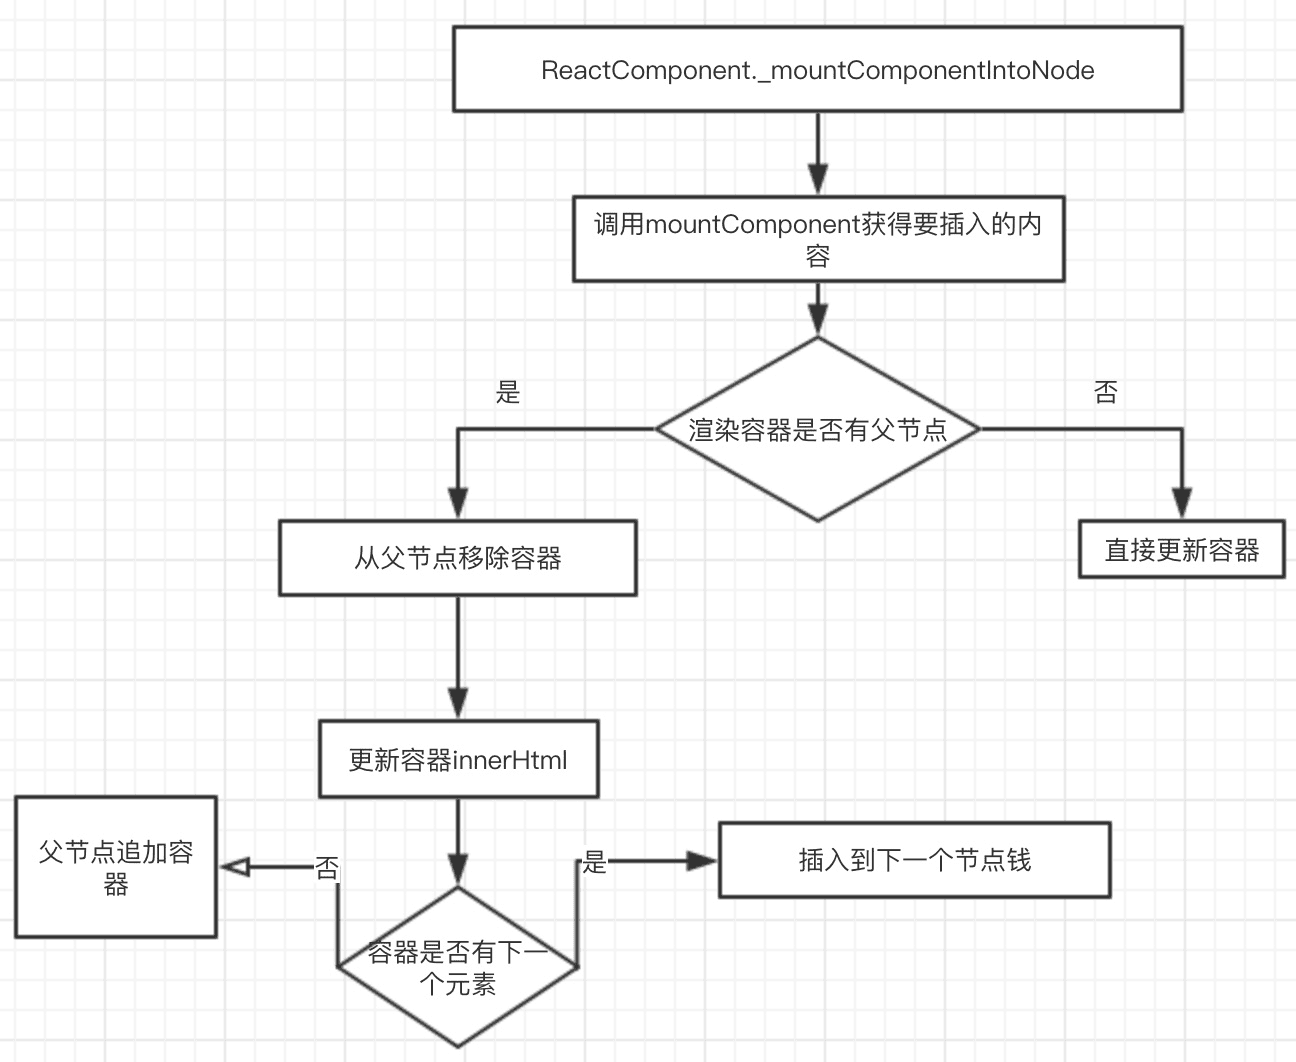 ReactComponent._mountComponentIntoNode
调用mountComponent获得要插入的内
容
是
否
渲染容器是否有父节点
从父节点移除容器
直接更新容器
更新容器innerHtml
父节点追加容
器
否
是
插入到下一个节点钱
容器是否有下一
个元素